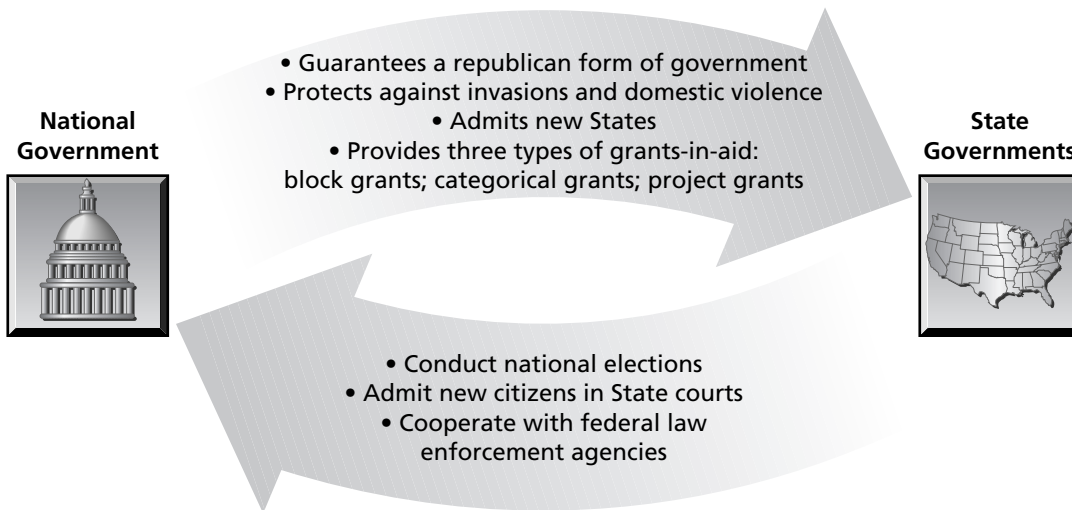 • Guarantees a republican form of government
• Protects against invasions and domestic violence
• Admits new States
• Provides three types of grants-in-aid:
block grants; categorical grants; project grants
National
Government
State
Governments
• Conduct national elections
• Admit new citizens in State courts
• Cooperate with federal law
enforcement agencies